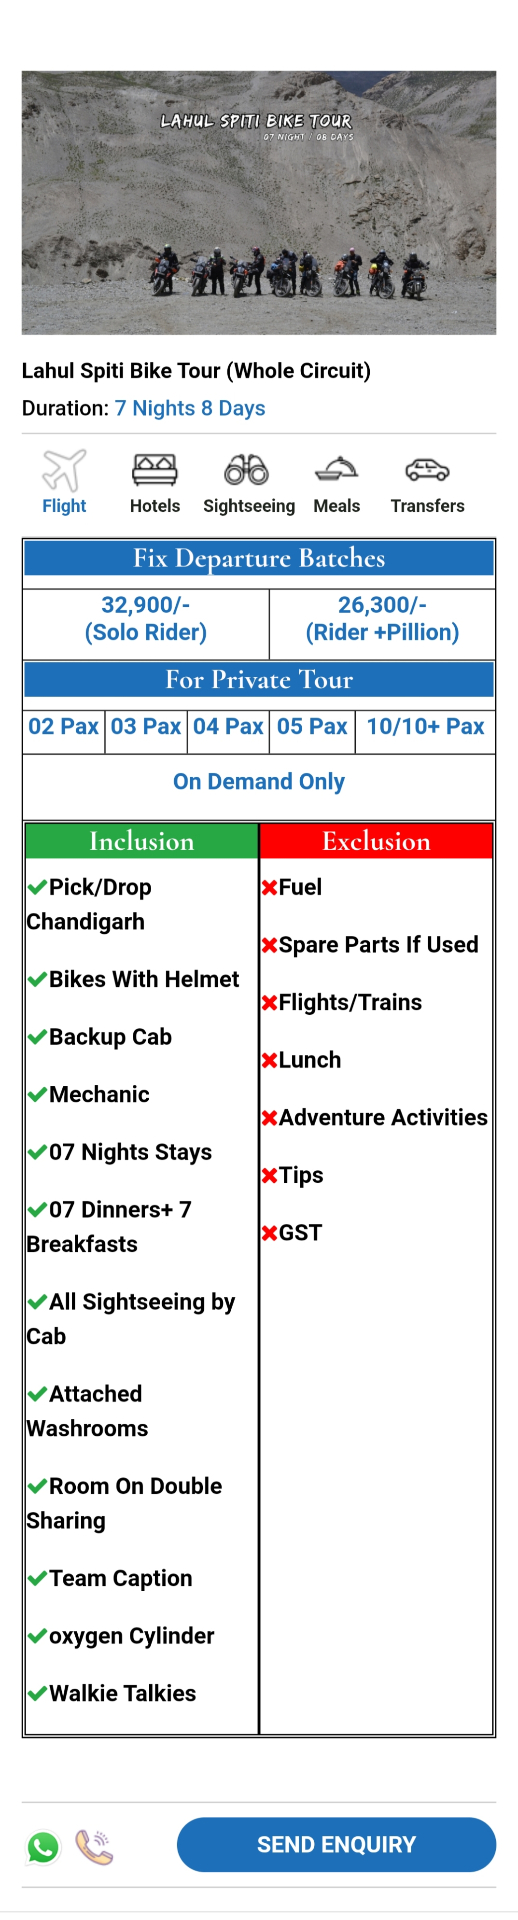 LAHUL SPITI BIKE TOUR
07 NIGHT / 08 DAYS
Lahul Spiti Bike Tour (Whole Circuit)
Duration: 7 Nights 8 Days
Flight Hotels Sightseeing Meals Transfers
Fix Departure Batches
32,900/-
(Solo Rider)
26,300/-
(Rider +Pillion)
For Private Tour
02 Pax 03 Pax 04 Pax 05 Pax 10/10+ Pax
On Demand Only
Inclusion
Pick/Drop
Chandigarh
Bikes With Helmet
Backup Cab
Mechanic
07 Nights Stays
07 Dinners+ 7
Breakfasts
All Sightseeing by
Cab
Attached
Washrooms
Room On Double
Sharing
Team Caption
oxygen Cylinder
Walkie Talkies
Exclusion
Fuel
Spare Parts If Used
Flights/Trains
Lunch
Adventure Activities
Tips
GST
SEND ENQUIRY